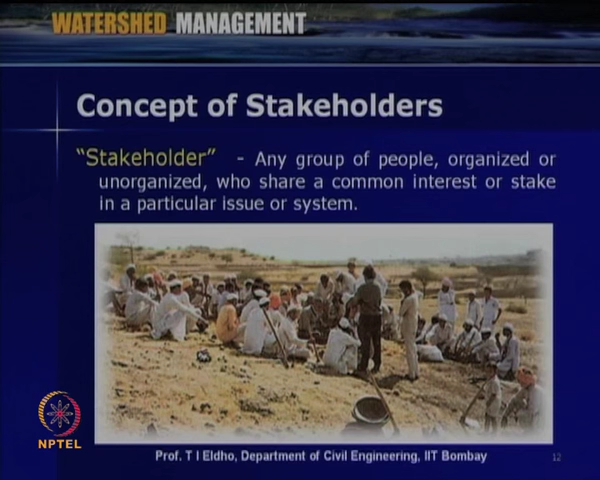 WATERSHED MANAGEMENT
Concept of Stakeholders
“Stakeholder” - Any group of people, organized or
unorganized, who share a common interest or stake
in a particular issue or system.
NPTEL
Prof. T I Eldho, Department of Civil Engineering, IIT Bombay
12